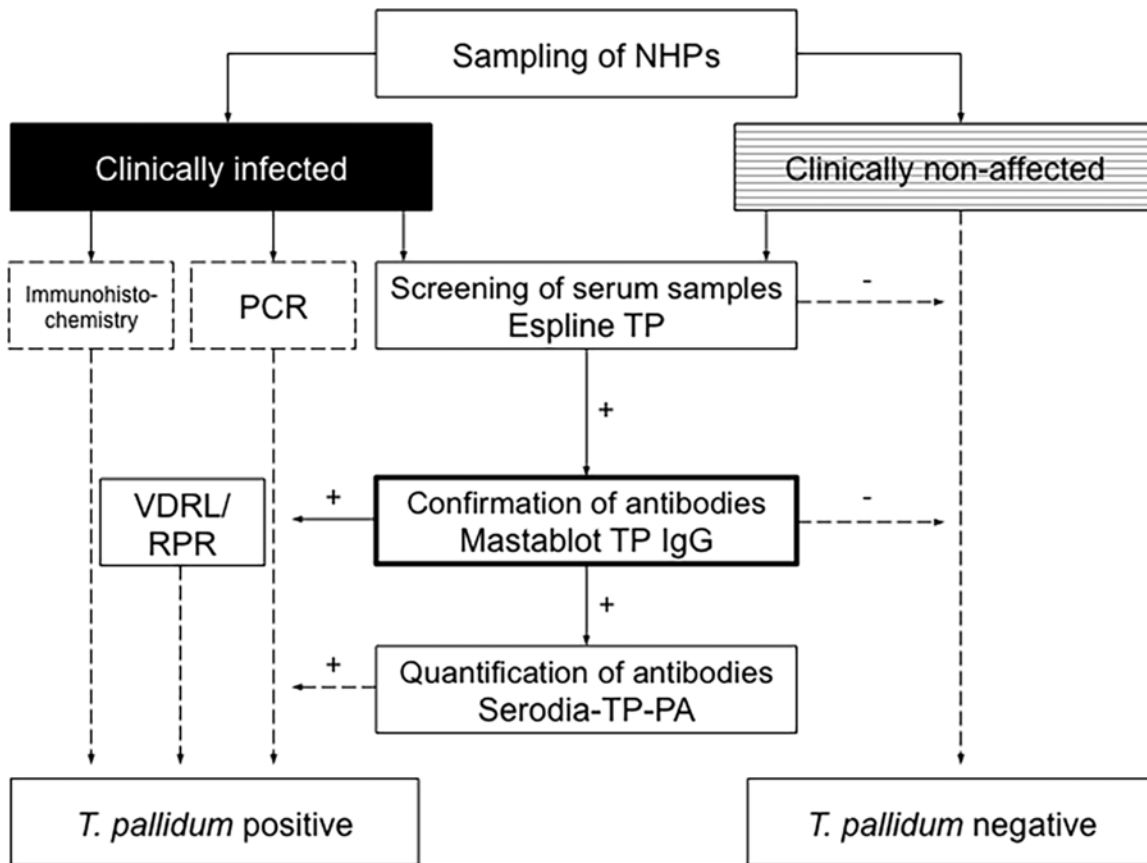 Sampling of NHPs
Clinically infected
Clinically non-affected
Immunohisto-
chemistry
PCR
Screening of serum samples
Espline TP
-
+
VDRL/
RPR
+
Confirmation of antibodies
Mastablot TP IgG
-
+
+
Quantification of antibodies
Serodia-TP-PA
T. pallidum positive
T. pallidum negative